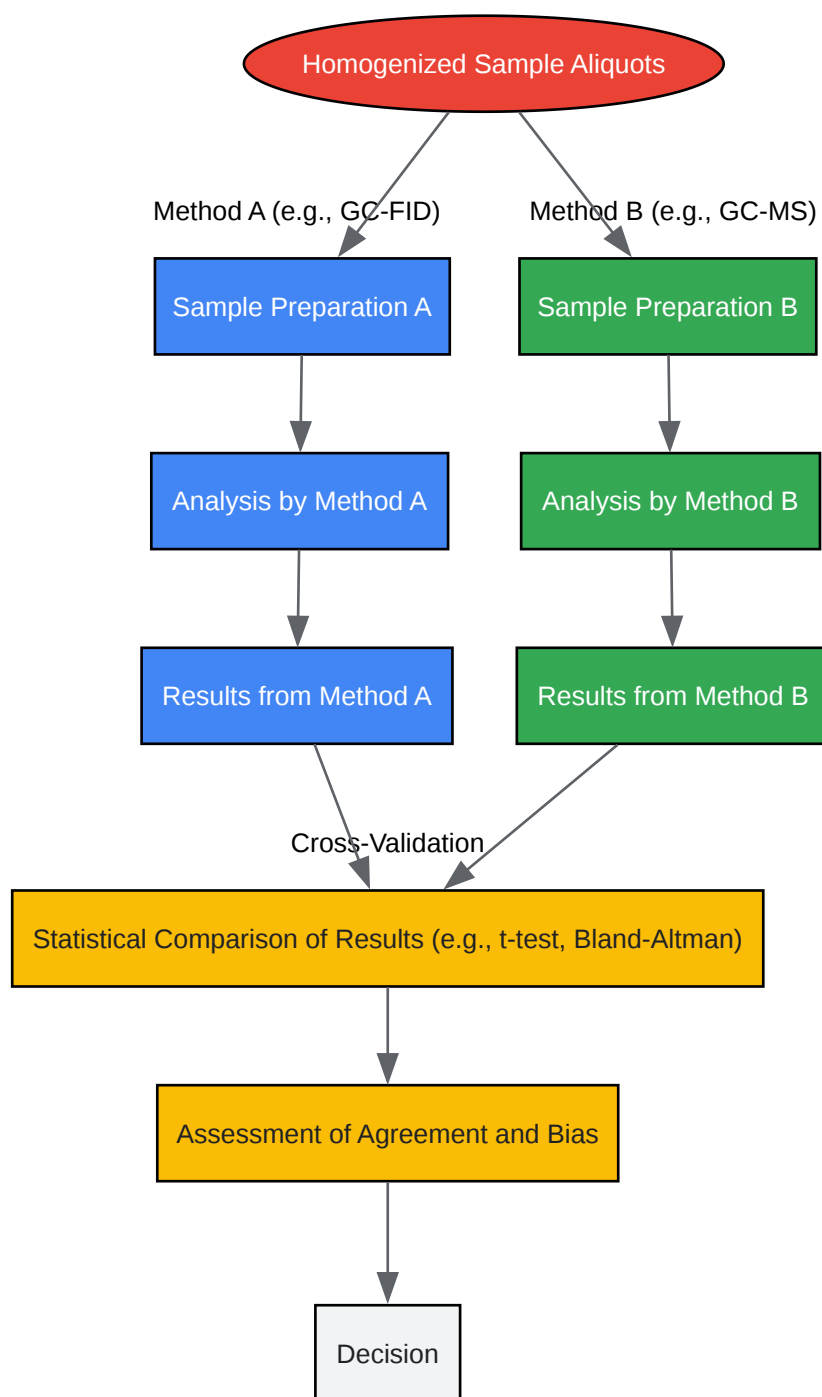 Homogenized Sample Aliquots
Method A (e.g., GC-FID)
Method B (e.g., GC-MS)
Sample Preparation A
Sample Preparation B
Analysis by Method A
Analysis by Method B
Results from Method A
Results from Method B
Cross-Validation
Statistical Comparison of Results (e.g., t-test, Bland-Altman)
Assessment of Agreement and Bias
Decision